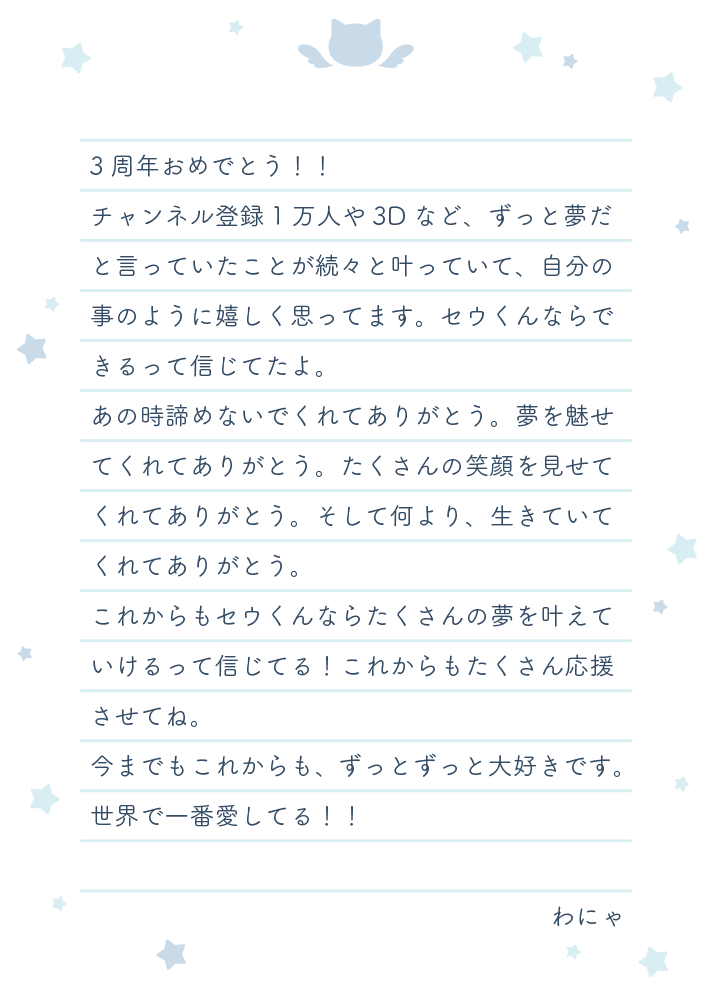 3周年おめでとう！！
チャンネル登録1万人や3Dなど、ずっと夢だ
と言っていたことが続々と叶っていて、自分の
事のように嬉しく思ってます。セウくんならで
きるって信じてたよ。
あの時諦めないでくれてありがとう。夢を魅せ
てくれてありがとう。たくさんの笑顔を見せて
くれてありがとう。そして何より、生きていて
くれてありがとう。
これからもセウくんならたくさんの夢を叶えて
いけるって信じてる！これからもたくさん応援
させてね。
今までもこれからも、ずっとずっと大好きです。
世界で一番愛してる！！
わにゃ